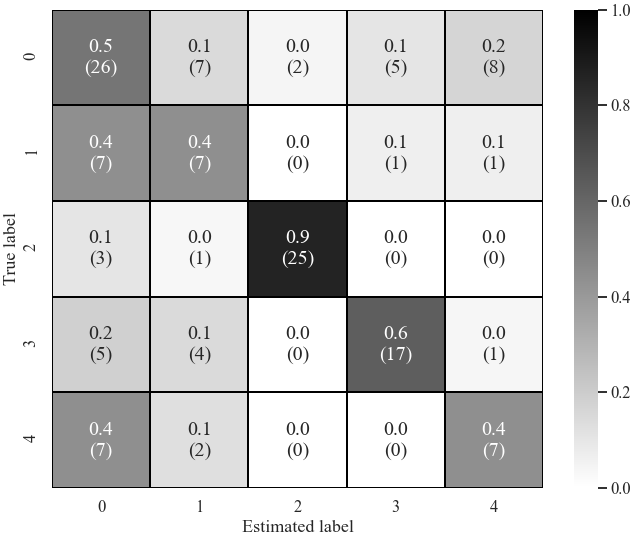 0 0.5 0.1 0.0 0.1 0.2
(26) (7) (2) (5) (8)
1 0.4 0.4 0.0 0.1 0.1
(7) (7) (0) (1) (1)
2 0.1 0.0 0.9 0.0 0.0
(3) (1) (25) (0) (0)
3 0.2 0.1 0.0 0.6 0.0
(5) (4) (0) (17) (1)
4 0.4 0.1 0.0 0.0 0.4
(7) (2) (0) (0) (7)
0 1 2 3 4
Estimated label
True label
1.0
0.8
0.6
0.4
0.2
0.0